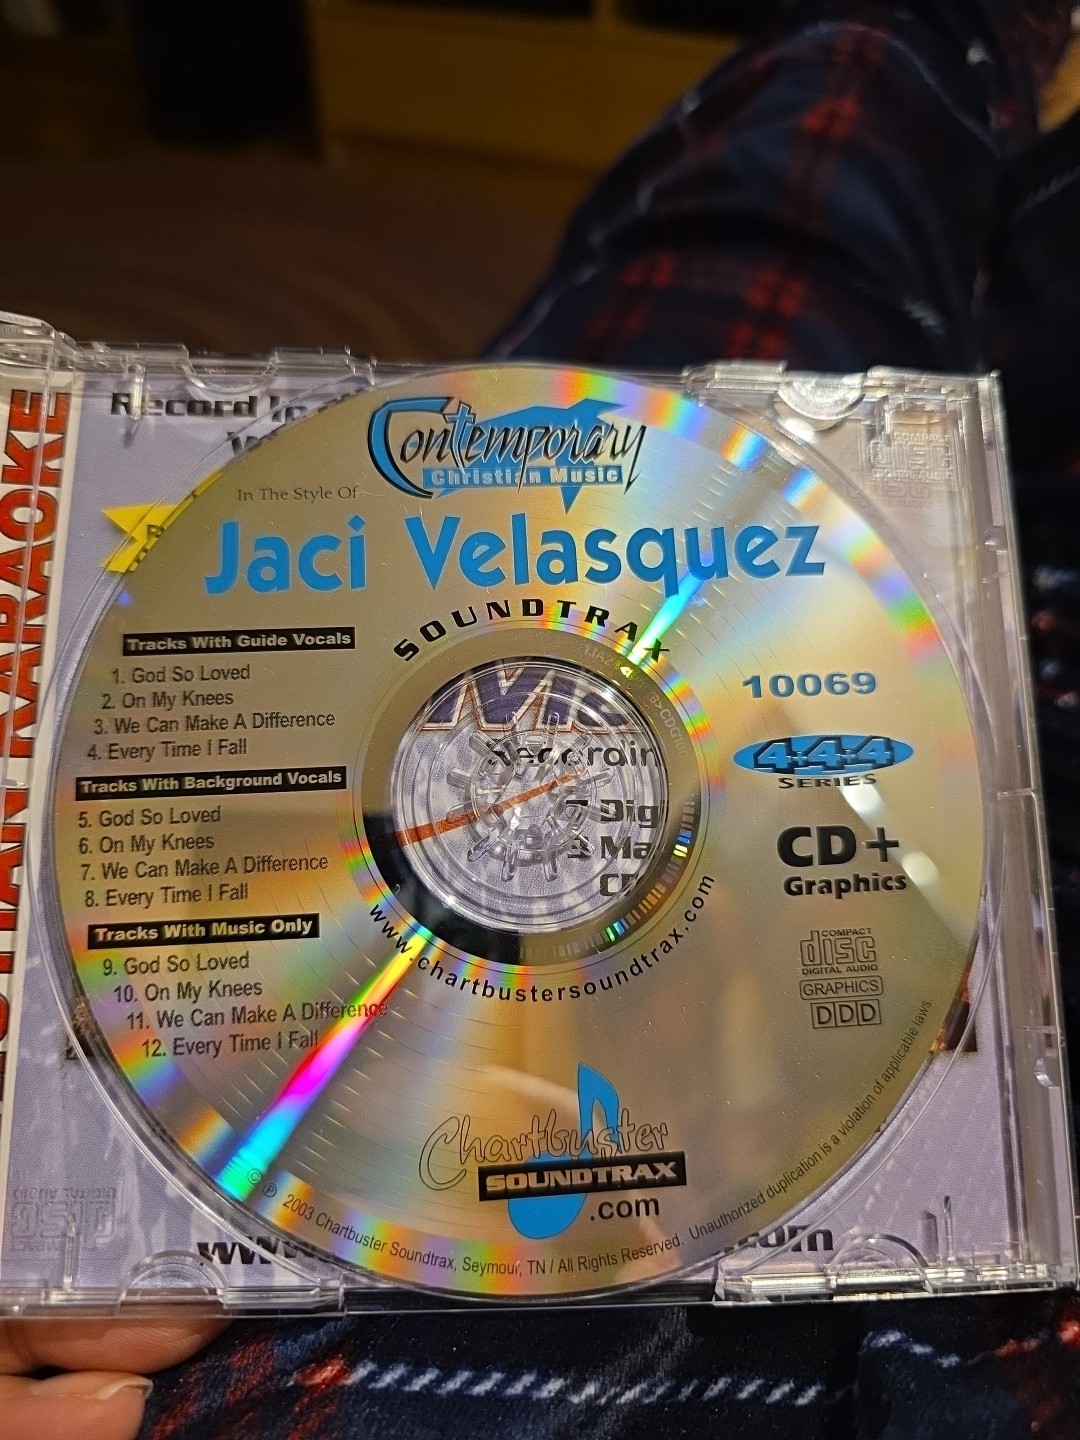 Record
Contemporary
Christian Music
In The Style Of
Jaci Velasquez
SOUNDTRAX
Tracks With Guide Vocals
1. God So Loved
2. On My Knees
3. We Can Make A Difference
4. Every Time I Fall
Tracks With Background Vocals
5. God So Loved
6. On My Knees
7. We Can Make A Difference
8. Every Time I Fall
Tracks With Music Only
9. God So Loved
10. On My Knees
11. We Can Make A Difference
12. Every Time I Fall
10069
4:4:4
SERIES
CD+
Graphics
COMPACT
disc
DIGITAL AUDIO
GRAPHICS
DDD
www.chartbustersoundtrax.com
Chartbuster
SOUNDTRAX
.com
© ℗ 2003 Chartbuster Soundtrax, Seymour, TN / All Rights Reserved. Unauthorized duplication is a violation of applicable laws.
KARAOKE
www.
.com